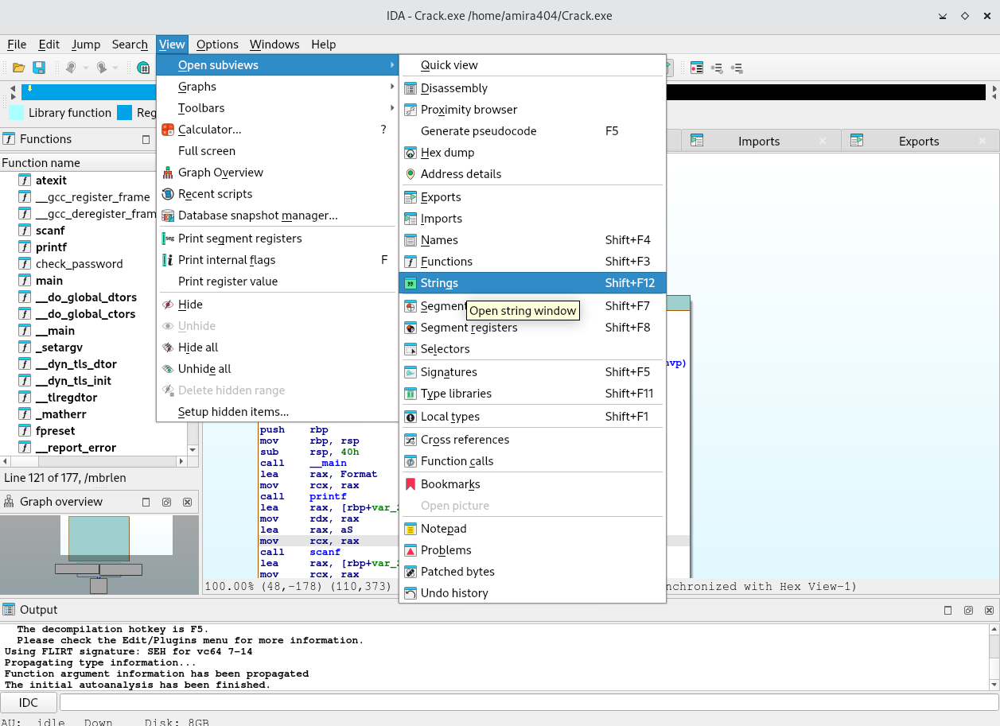 IDA - Crack.exe /home/amira404/Crack.exe
File Edit Jump Search View Options Windows Help
Library function
Reg
Functions
Imports
Exports
Function name
atexit
__gcc_register_frame
__gcc_deregister_fram
scanf
printf
check_password
main
__do_global_dtors
__do_global_ctors
__main
_setargv
__dyn_tls_dtor
__dyn_tls_init
__tlregdtor
_matherr
fpreset
__report_error
Line 121 of 177, /mbrlen
Graph overview
Open subviews
Graphs
Toolbars
Calculator... ?
Full screen
Graph Overview
Recent scripts
Database snapshot manager...
Print segment registers
Print internal flags F
Print register value
Hide
Unhide
Hide all
Unhide all
Delete hidden range
Setup hidden items...
Quick view
Disassembly
Proximity browser
Generate pseudocode F5
Hex dump
Address details
Exports
Imports
Names Shift+F4
Functions Shift+F3
Strings Shift+F12
Segment Shift+F7
Open string window
Segment registers Shift+F8
Selectors
Signatures Shift+F5
Type libraries Shift+F11
Local types Shift+F1
Cross references
Function calls
Bookmarks
Open picture
Notepad
Problems
Patched bytes
Undo history
vp)
push rbp
mov rbp, rsp
sub rsp, 40h
call __main
lea rax, Format
mov rcx, rax
call printf
lea rax, [rbp+var_2
mov rdx, rax
lea rax, aS
mov rcx, rax
call scanf
lea rax, [rbp+var_2
mov rcx, rax
100.00% (48,-178) (110,373)
nchronized with Hex View-1)
Output
The decompilation hotkey is F5.
Please check the Edit/Plugins menu for more information.
Using FLIRT signature: SEH for vc64 7-14
Propagating type information...
Function argument information has been propagated
The initial autoanalysis has been finished.
IDC
AU: idle Down Disk: 8GB